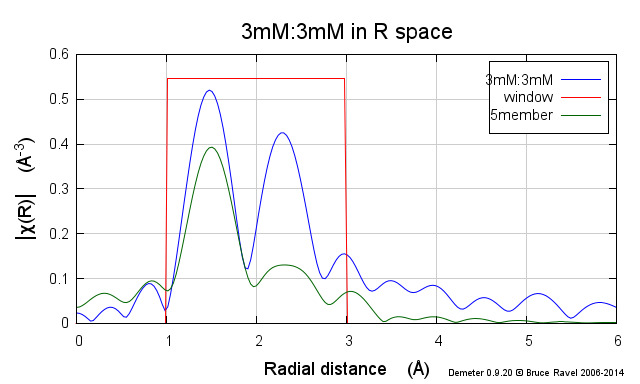 3mM:3mM in R space
0.6
0.5
0.4
0.3
0.2
0.1
0
|χ(R)| (Å⁻³)
3mM:3mM
window
5member
0 1 2 3 4 5 6
Radial distance (Å)
Demeter 0.9.20 © Bruce Ravel 2006-2014